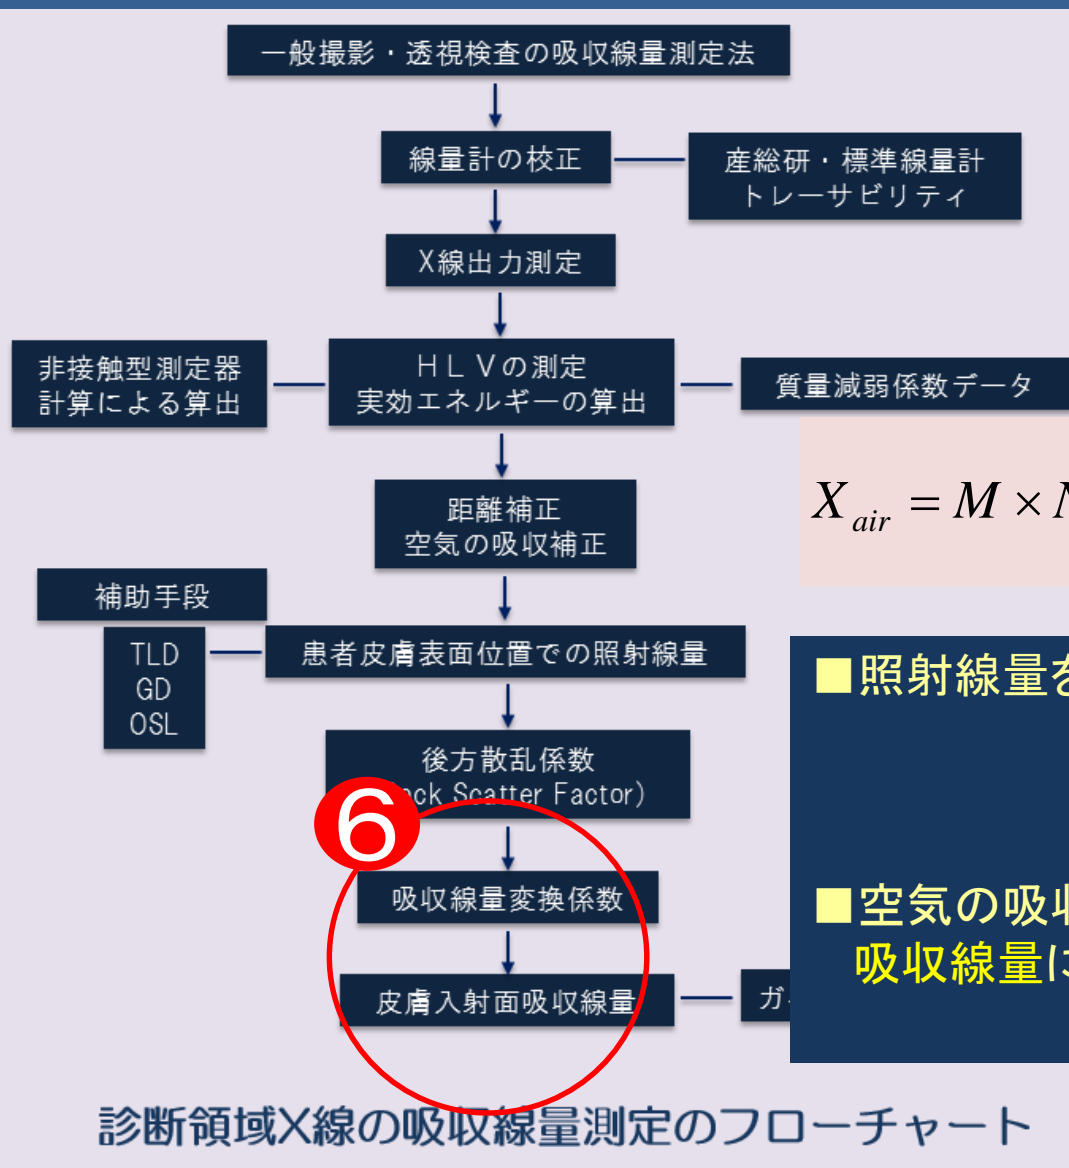 一般撮影・透視検査の吸収線量測定法
線量計の校正
産総研・標準線量計
トレーサビリティ
X線出力測定
非接触型測定器
計算による算出
HLVの測定
実効エネルギーの算出
質量減弱係数データ
X air = M ×
距離補正
空気の吸収補正
補助手段
TLD
GD
OSL
患者皮膚表面位置での照射線量
■照射線量を
後方散乱係数
ck Scatter Factor)
6
吸収線量変換係数
■空気の吸収
吸収線量に
皮膚入射面吸収線量
ガ
診断領域X線の吸収線量測定のフローチャート